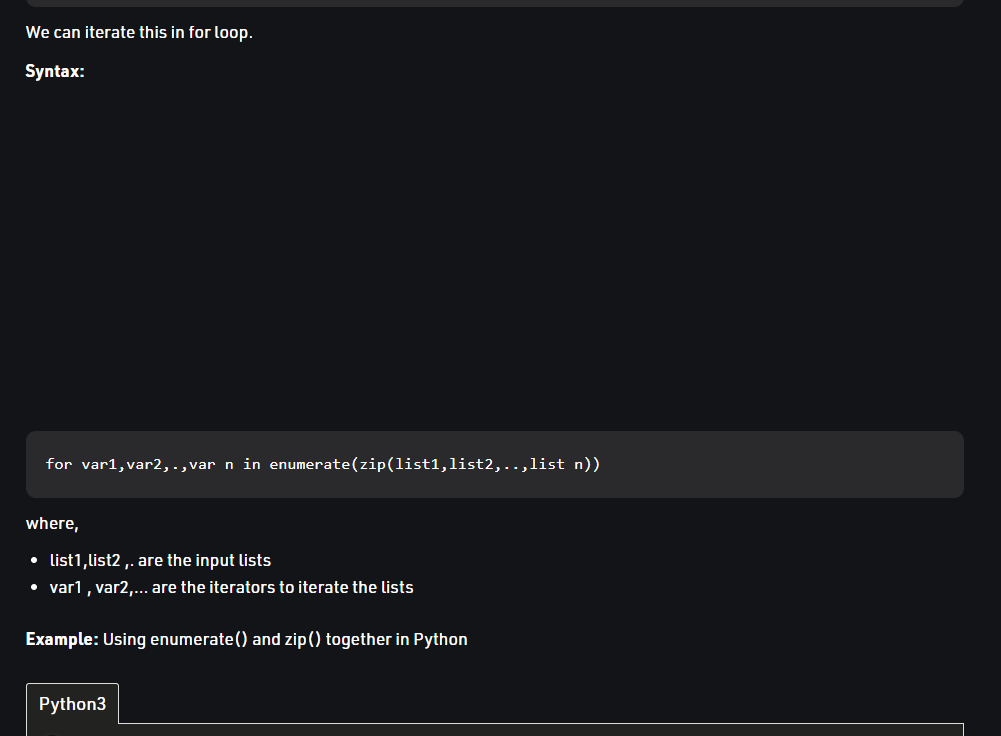 We can iterate this in for loop.
Syntax:
for var1,var2,.,var n in enumerate(zip(list1,list2,..,list n))
where,
list1,list2 ,. are the input lists
var1 , var2,... are the iterators to iterate the lists
Example: Using enumerate() and zip() together in Python
Python3